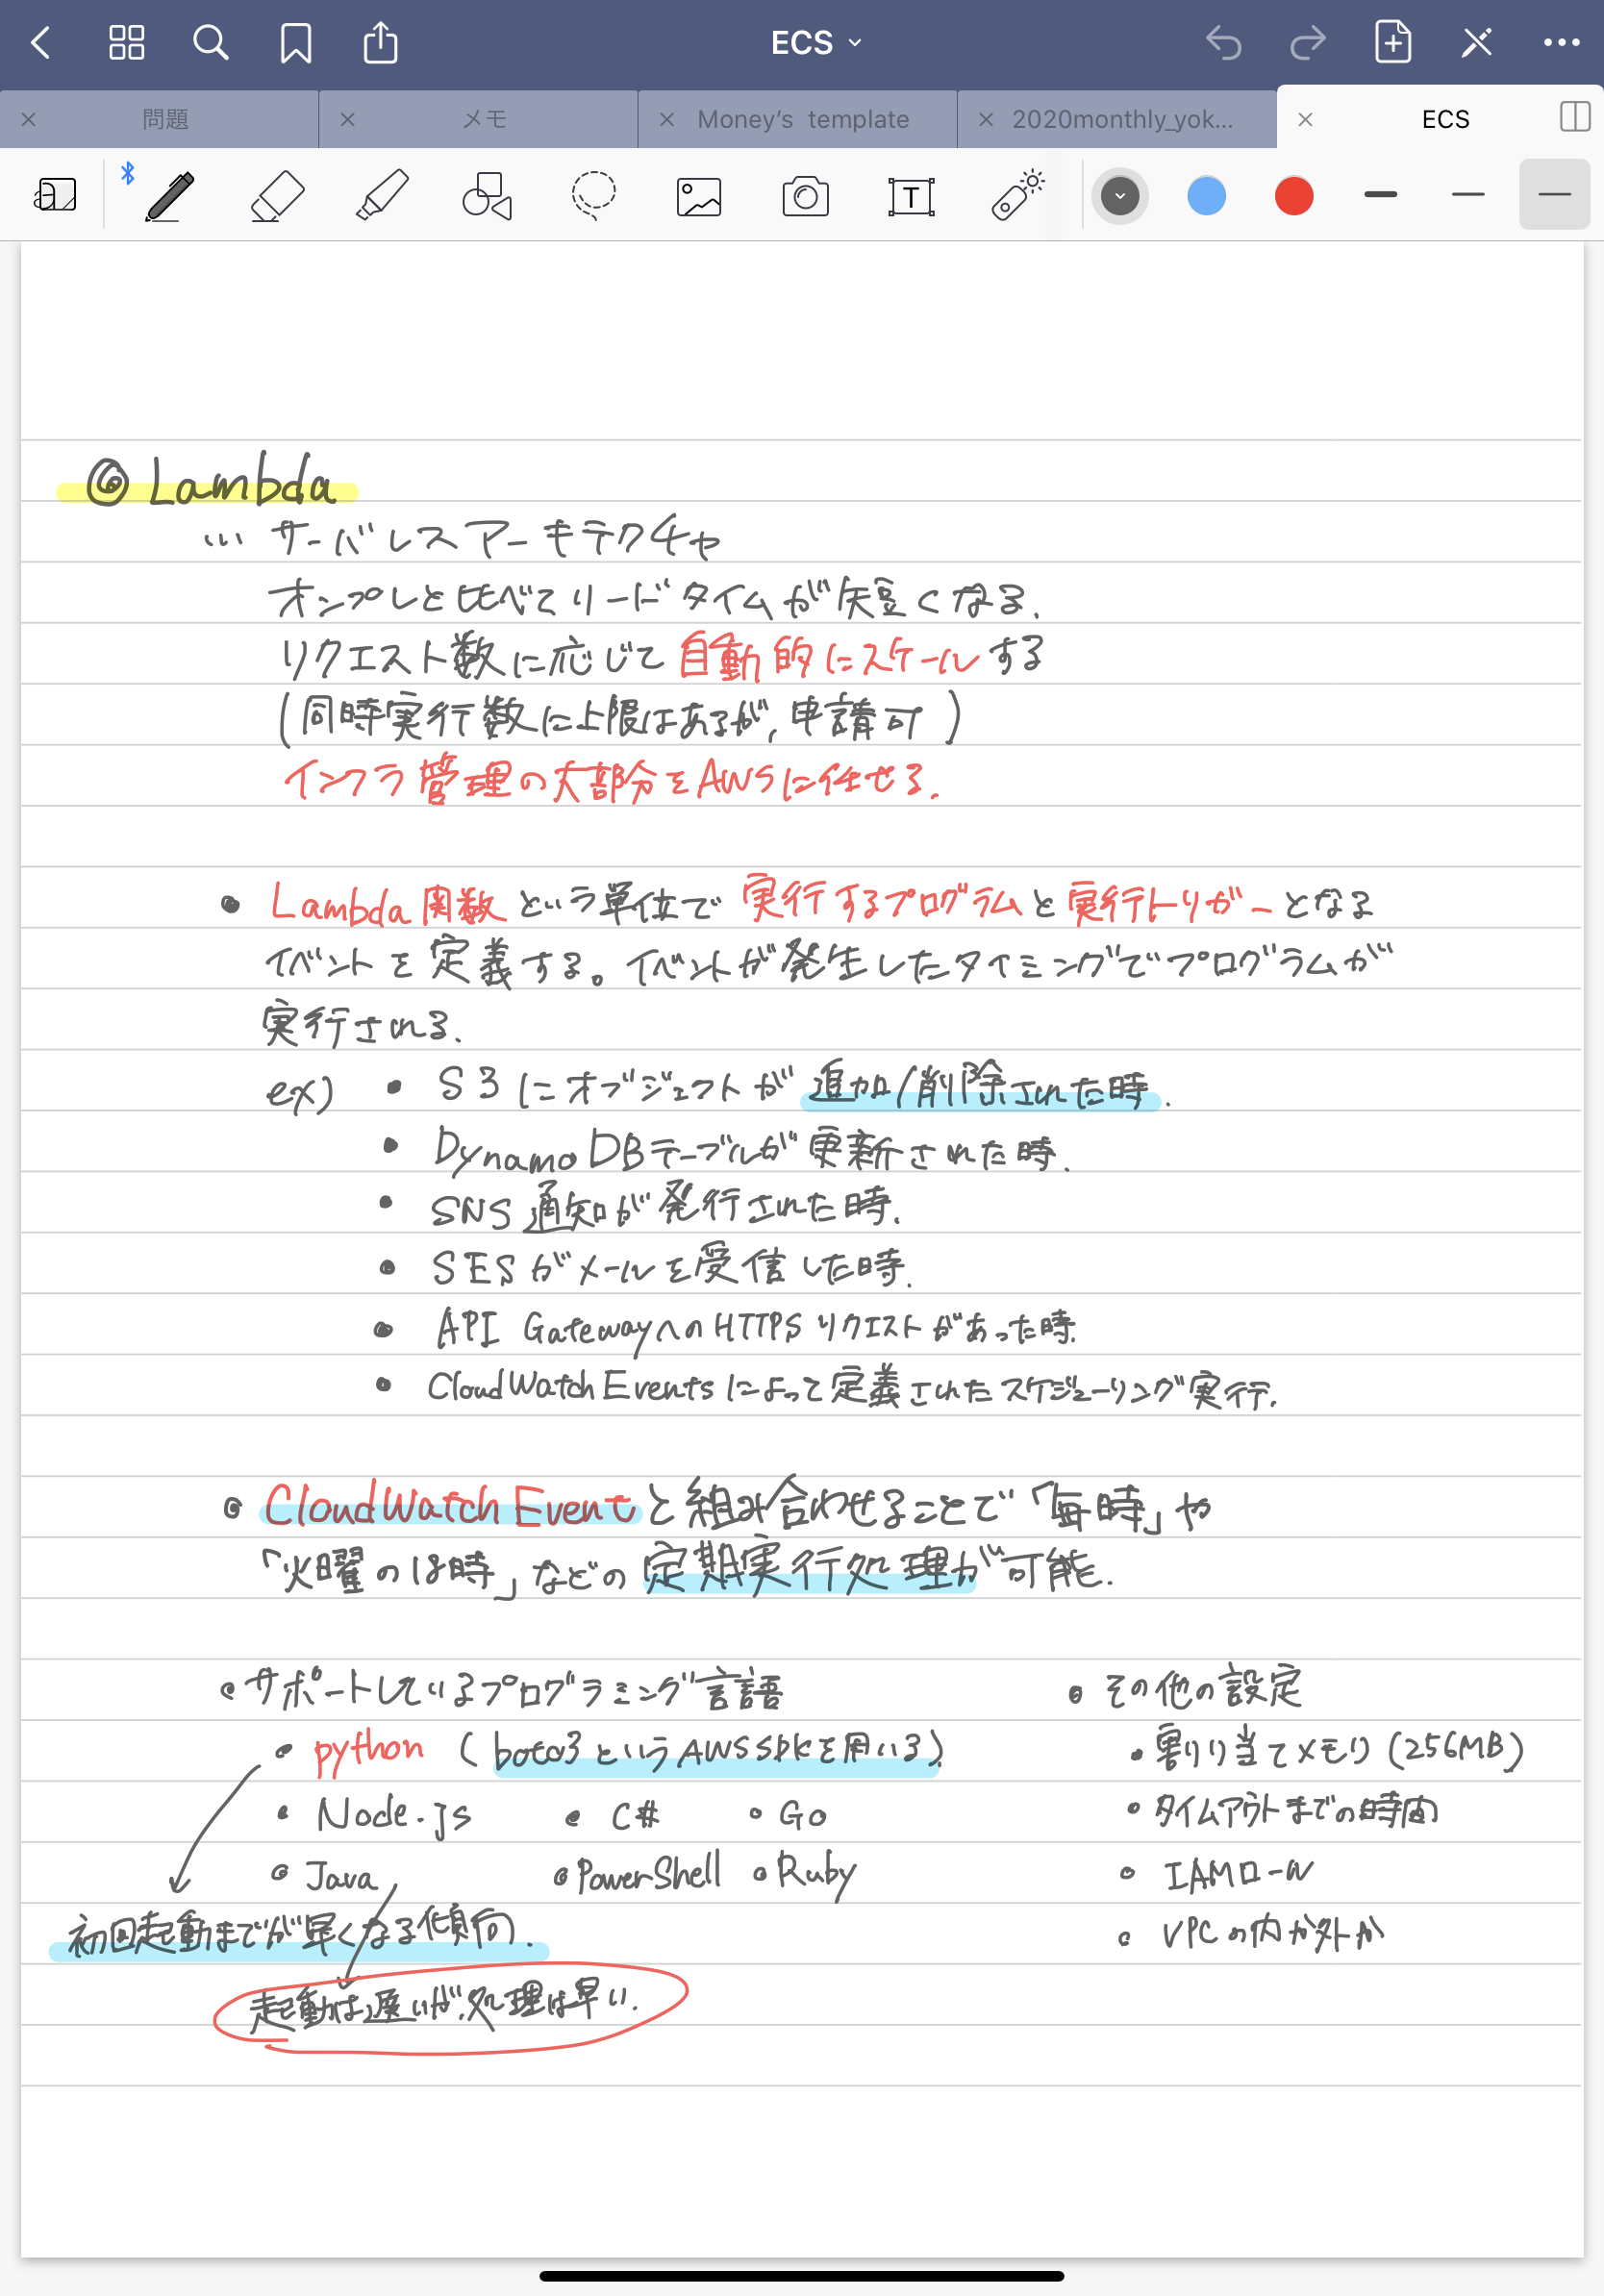 ECS
問題
メモ
Money's template
2020monthly_yok...
ECS
◎ Lambda
… サーバレスアーキテクチャ
オンプレと比べてリードタイムが短くなる.
リクエスト数に応じて自動的にスケールする
(同時実行数に上限はあるが, 申請可)
インフラ管理の大部分をAWSに任せる.
• Lambda関数という単位で実行するプログラムと実行トリガーとなる
イベントを定義する。イベントが発生したタイミングでプログラムが
実行される.
ex) • S3にオブジェクトが追加/削除された時.
• DynamoDBテーブルが更新された時.
• SNS通知が発行された時.
• SESがメールを受信した時.
• API GatewayへのHTTPSリクエストがあった時.
• CloudWatch Eventsによって定義されたスケジューリング実行.
• CloudWatch Eventと組み合わせることで「毎時」や
「火曜の18時」などの定期実行処理が可能.
• サポートしているプログラミング言語
• python (boto3というAWS SDKを用いる)
• Node.js • C# • Go
• Java • PowerShell • Ruby
初回起動までが早くなる傾向.
起動は遅いが、処理は早い.
• その他の設定
• 割り当てメモリ (256MB)
• タイムアウトまでの時間
• IAMロール
• VPCの内か外か